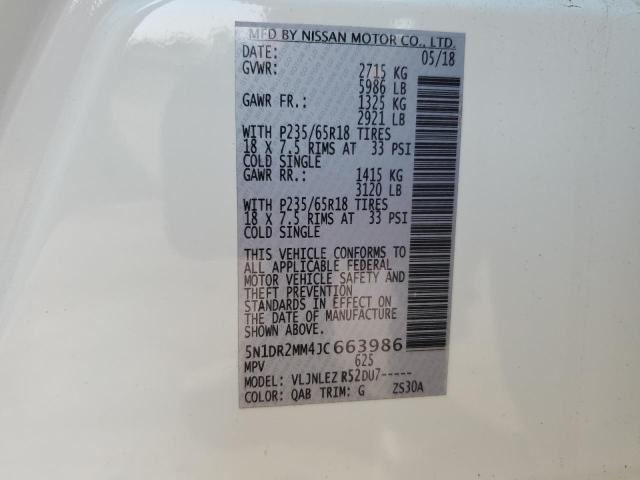 MFD BY NISSAN MOTOR CO., LTD.
DATE: 05/18
GVWR: 2715 KG
5986 LB
GAWR FR.: 1325 KG
2921 LB
WITH P235/65R18 TIRES
18 X 7.5 RIMS AT 33 PSI
COLD SINGLE
GAWR RR.: 1415 KG
3120 LB
WITH P235/65R18 TIRES
18 X 7.5 RIMS AT 33 PSI
COLD SINGLE
THIS VEHICLE CONFORMS TO
ALL APPLICABLE FEDERAL
MOTOR VEHICLE SAFETY AND
THEFT PREVENTION
STANDARDS IN EFFECT ON
THE DATE OF MANUFACTURE
SHOWN ABOVE.
5N1DR2MM4JC663986
MPV 625
MODEL: VLJNLEZ R52DU7-----
COLOR: QAB TRIM: G ZS30A